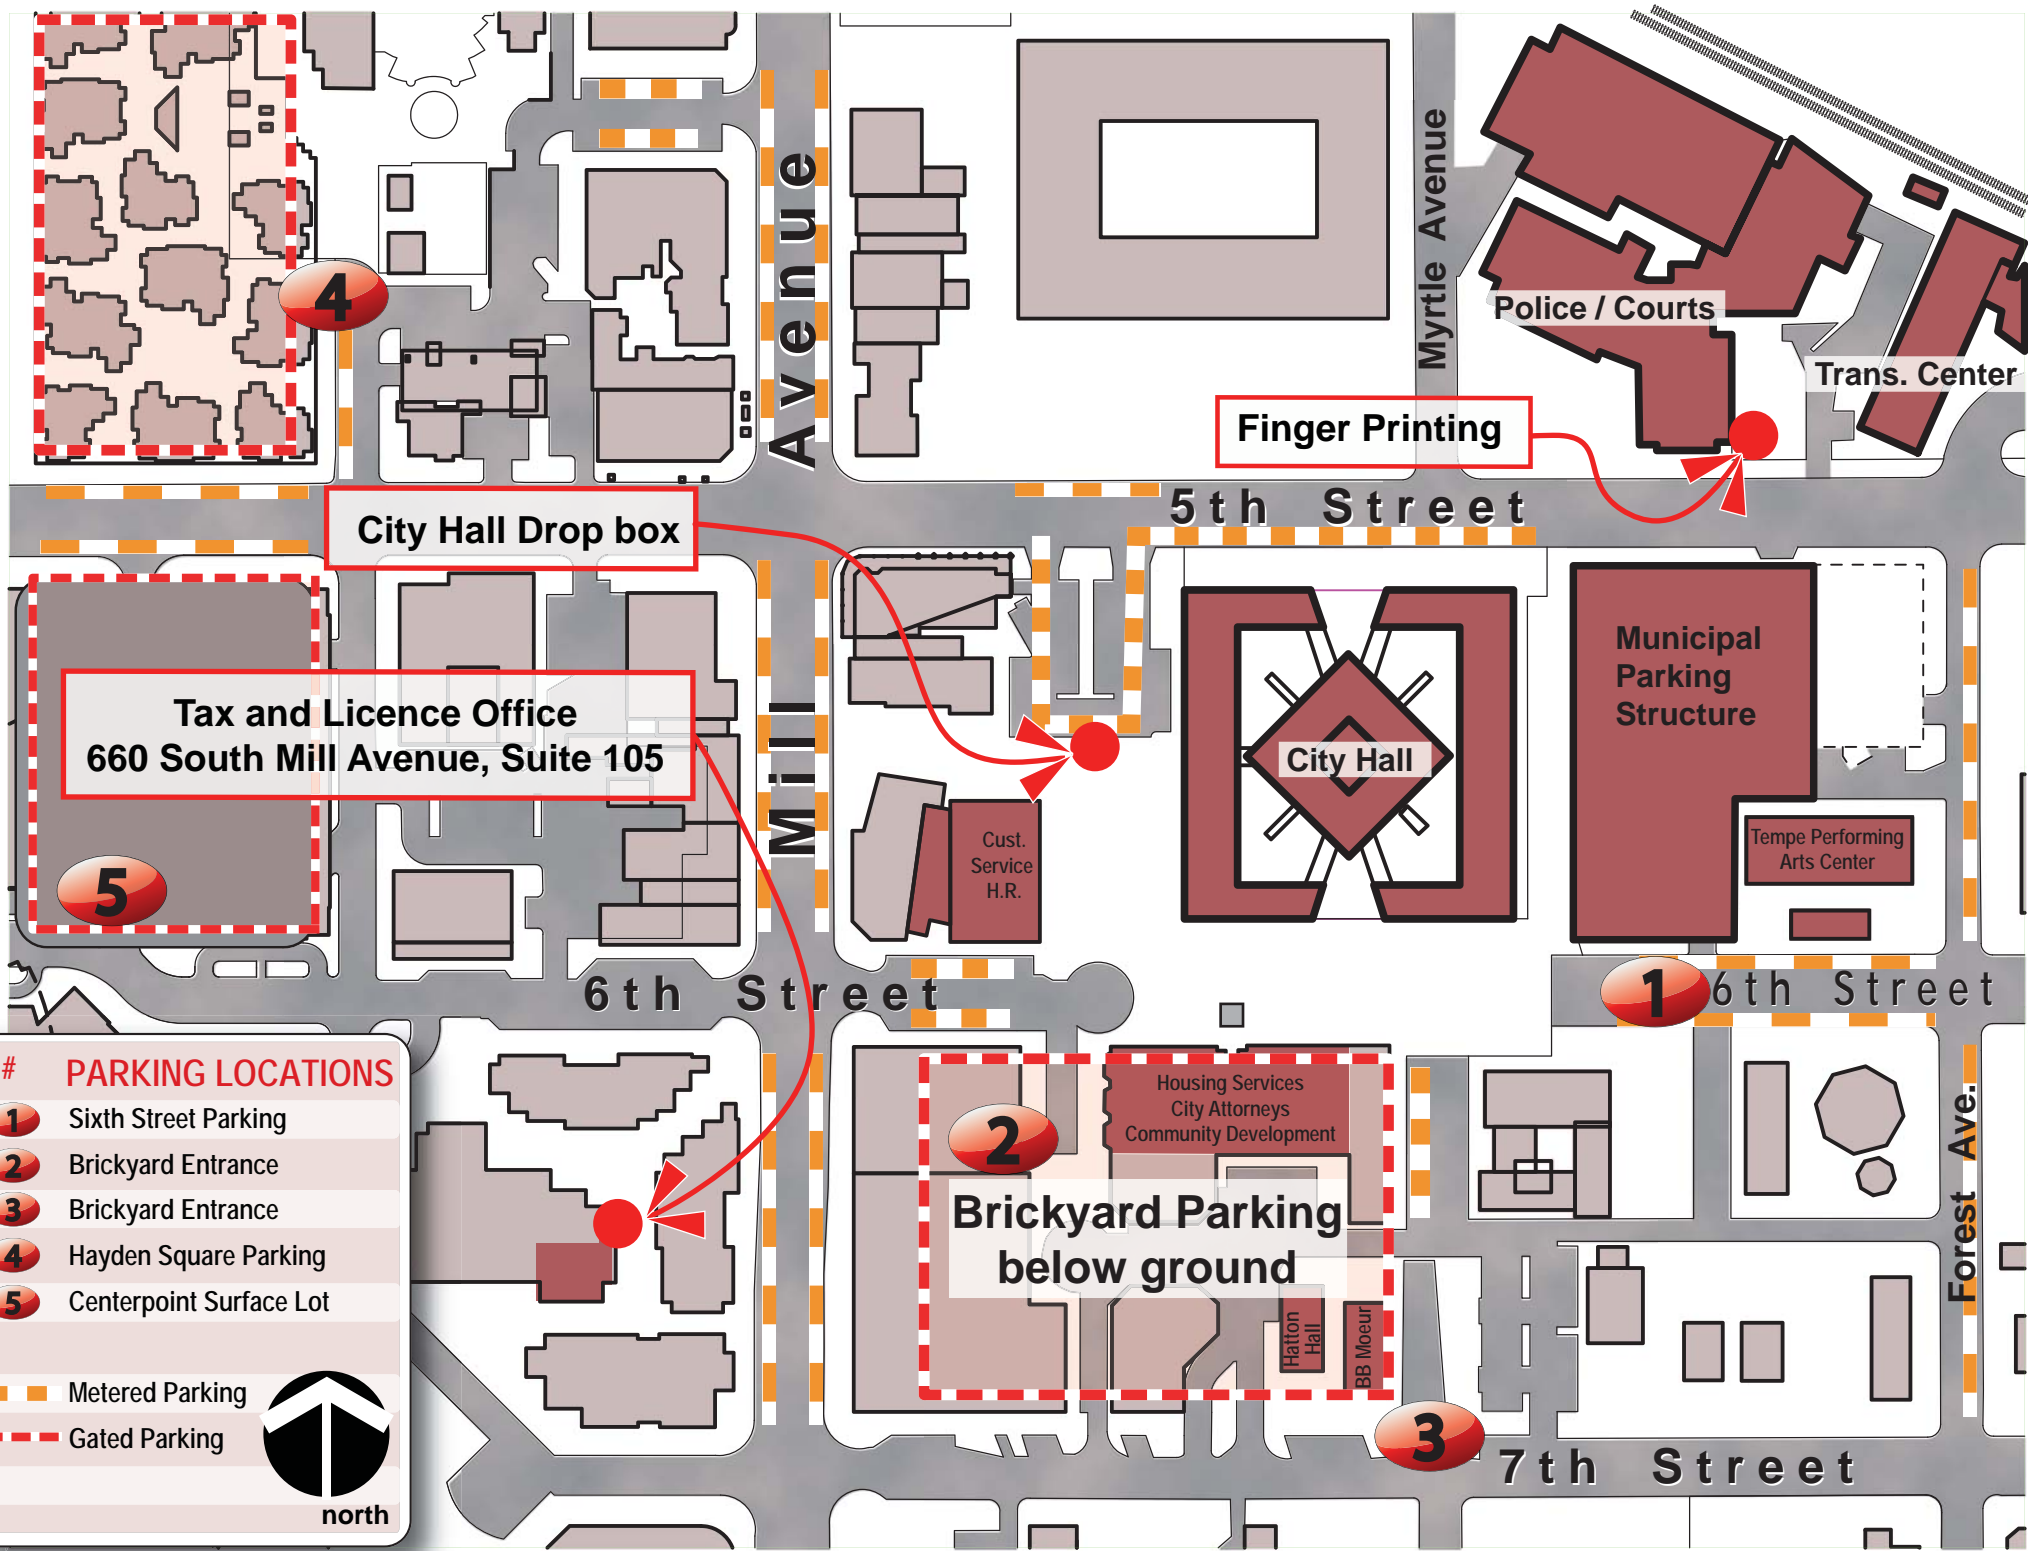 4
Avenue
Myrtle Avenue
Police / Courts
Trans. Center
Finger Printing
5th Street
City Hall Drop box
Tax and Licence Office
660 South Mill Avenue, Suite 105
5
Mill
Cust.
Service
H.R.
City Hall
Municipal
Parking
Structure
Tempe Performing
Arts Center
6th Street
1
6th Street
2
Housing Services
City Attorneys
Community Development
Brickyard Parking
below ground
Hatton
Hall
BB Moeur
Forest Ave.
3
7th Street
# PARKING LOCATIONS
1 Sixth Street Parking
2 Brickyard Entrance
3 Brickyard Entrance
4 Hayden Square Parking
5 Centerpoint Surface Lot
Metered Parking
Gated Parking
north